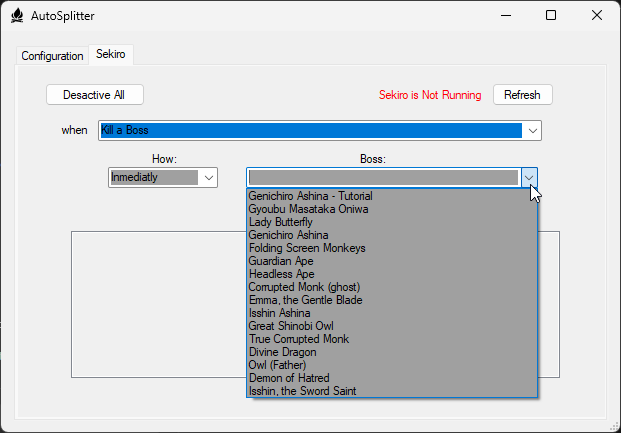 AutoSplitter
Configuration
Sekiro
Desactive All
Sekiro is Not Running
Refresh
when
Kill a Boss
How:
Boss:
Inmediatly
Genichiro Ashina - Tutorial
Gyoubu Masataka Oniwa
Lady Butterfly
Genichiro Ashina
Folding Screen Monkeys
Guardian Ape
Headless Ape
Corrupted Monk (ghost)
Emma, the Gentle Blade
Isshin Ashina
Great Shinobi Owl
True Corrupted Monk
Divine Dragon
Owl (Father)
Demon of Hatred
Isshin, the Sword Saint